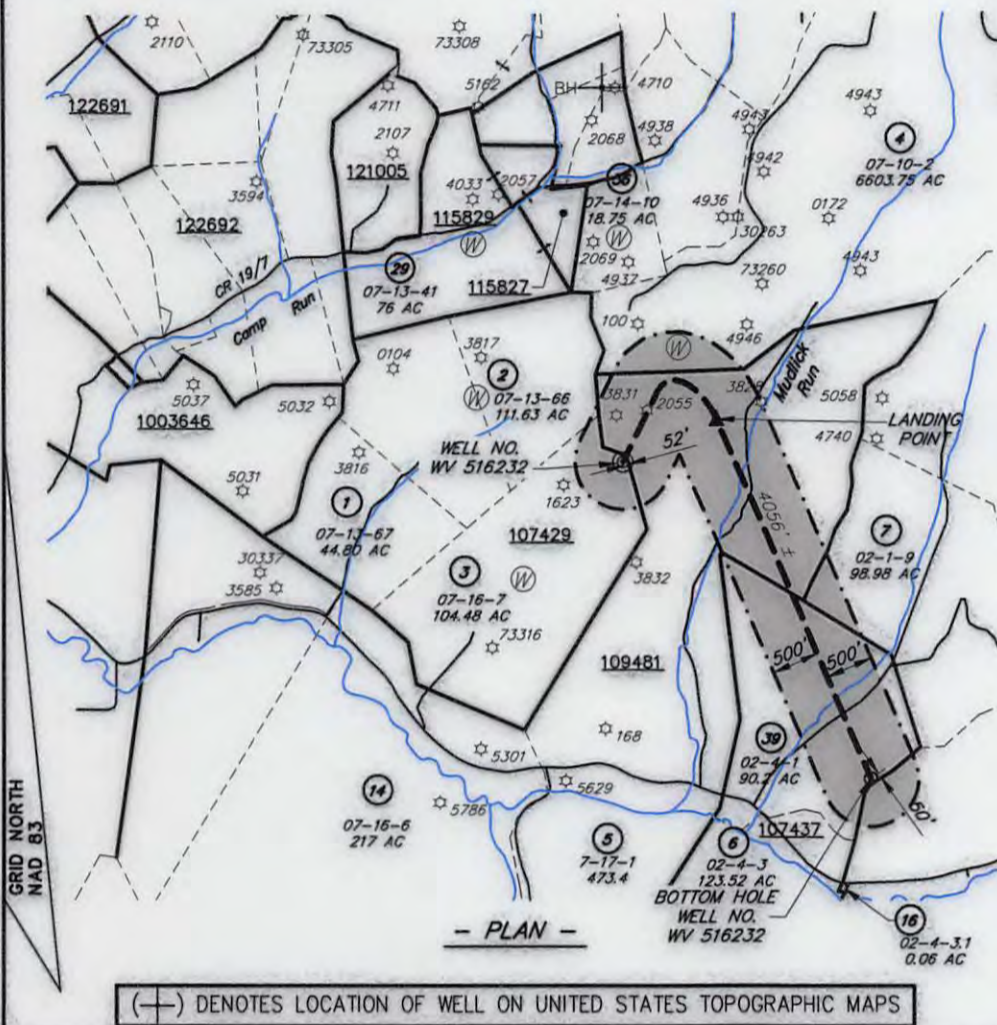 2110
73305
73308
122691
4711
5162
BH
4710
4943
4
07-10-2
6603.75 AC
2107
2068
4938
4943
121005
4942
3594
4033
2057
36
07-14-10
18.75 AC
122692
115829
W
4936
30263
0172
CR 19/7
29
07-13-41
76 AC
115827
2069
W
4937
73260
4943
Camp Run
100
4946
0104
3817
2
07-13-66
111.63 AC
W
W
Mudlick Run
3831
2055
3828
5058
LANDING
POINT
5037
5032
1003646
WELL NO.
WV 516232
52'
4740
3816
5031
1623
4056' ±
1
07-13-67
44.80 AC
107429
7
02-1-9
98.98 AC
30337
3585
3
07-16-7
104.48 AC
W
3832
73316
109481
500'
500'
168
39
02-4-1
90.2 AC
5301
5629
14
07-16-6
217 AC
5786
60'
107437
5
7-17-1
473.4
6
02-4-3
123.52 AC
BOTTOM HOLE
WELL NO.
WV 516232
16
02-4-3.1
0.06 AC
GRID NORTH
NAD 83
- PLAN -
(+) DENOTES LOCATION OF WELL ON UNITED STATES TOPOGRAPHIC MAPS